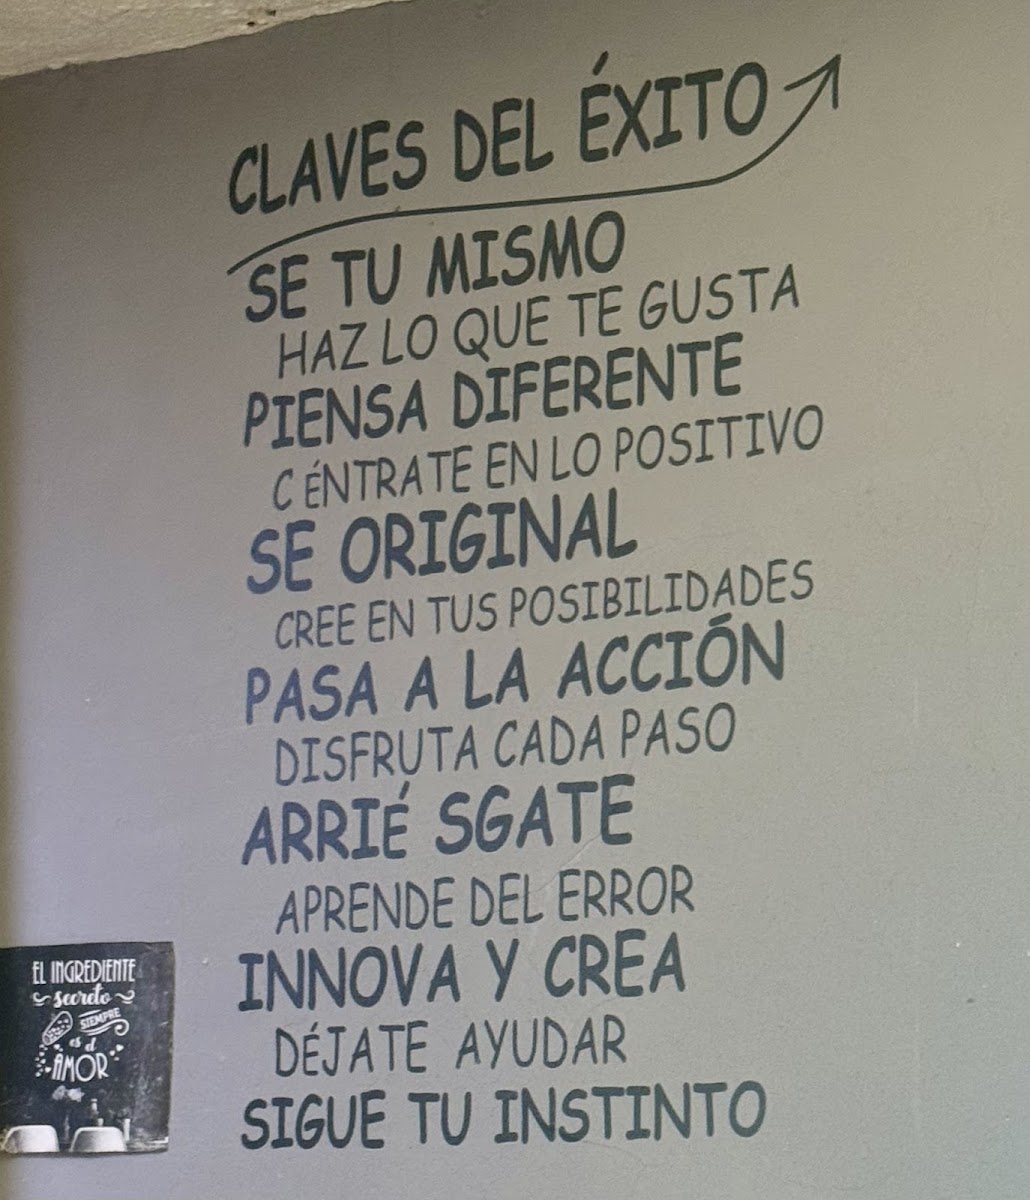 CLAVES DEL ÉXITO
SE TU MISMO
HAZ LO QUE TE GUSTA
PIENSA DIFERENTE
CÉNTRATE EN LO POSITIVO
SE ORIGINAL
CREE EN TUS POSIBILIDADES
PASA A LA ACCIÓN
DISFRUTA CADA PASO
ARRIÉ SGATE
APRENDE DEL ERROR
INNOVA Y CREA
DÉJATE AYUDAR
SIGUE TU INSTINTO
EL INGREDIENTE
secreto
SIEMPRE
es el
AMOR